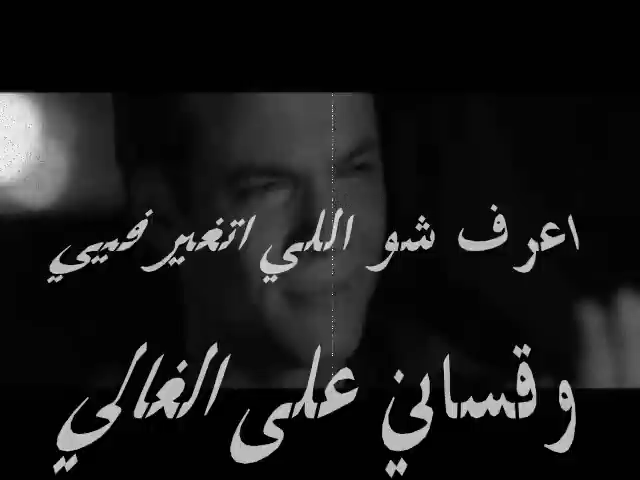 اعرف شو اللي اتغير فيي
وقساني على الغالي